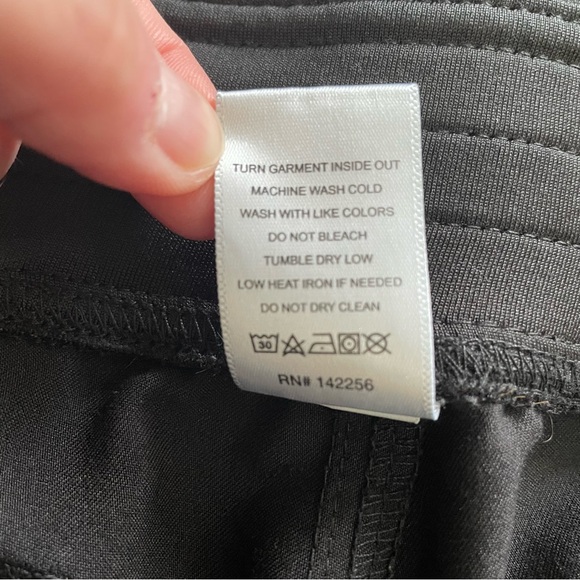 TURN GARMENT INSIDE OUT
MACHINE WASH COLD
WASH WITH LIKE COLORS
DO NOT BLEACH
TUMBLE DRY LOW
LOW HEAT IRON IF NEEDED
DO NOT DRY CLEAN
30
RN# 142256